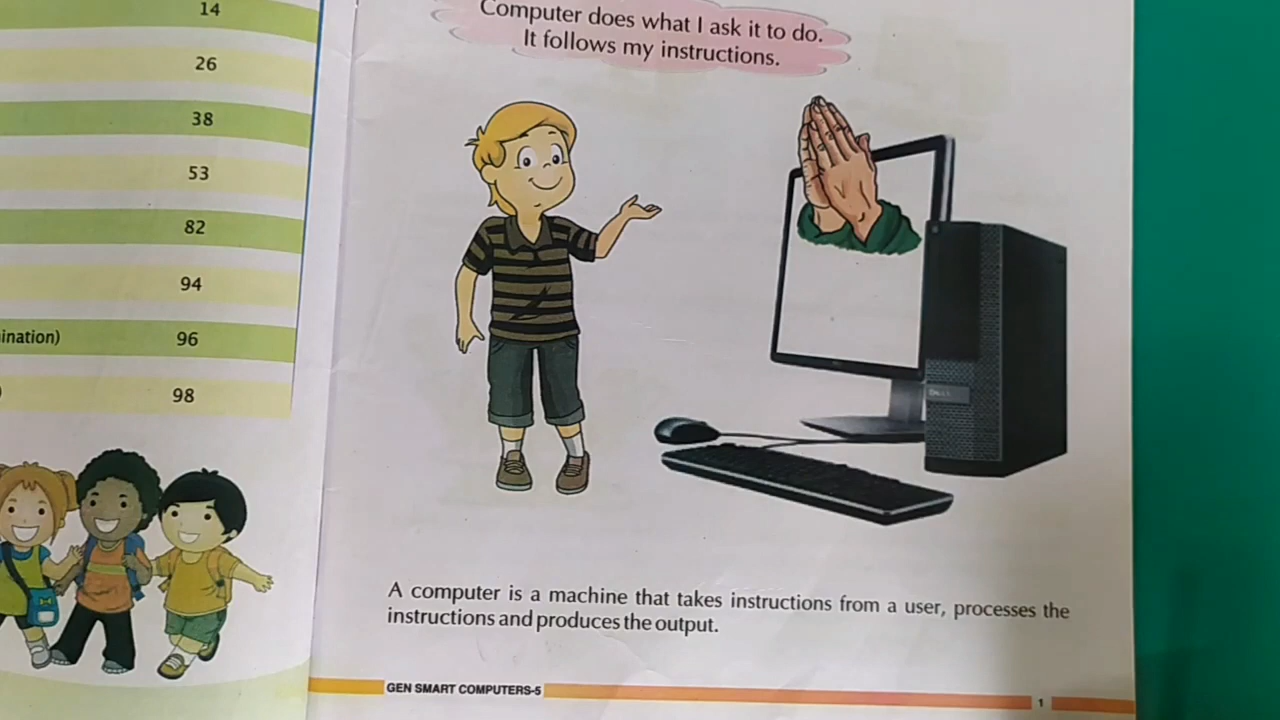 14
26
38
53
82
94
ination) 96
) 98
Computer does what I ask it to do.
It follows my instructions.
DELL
A computer is a machine that takes instructions from a user, processes the
instructions and produces the output.
GEN SMART COMPUTERS-5
1